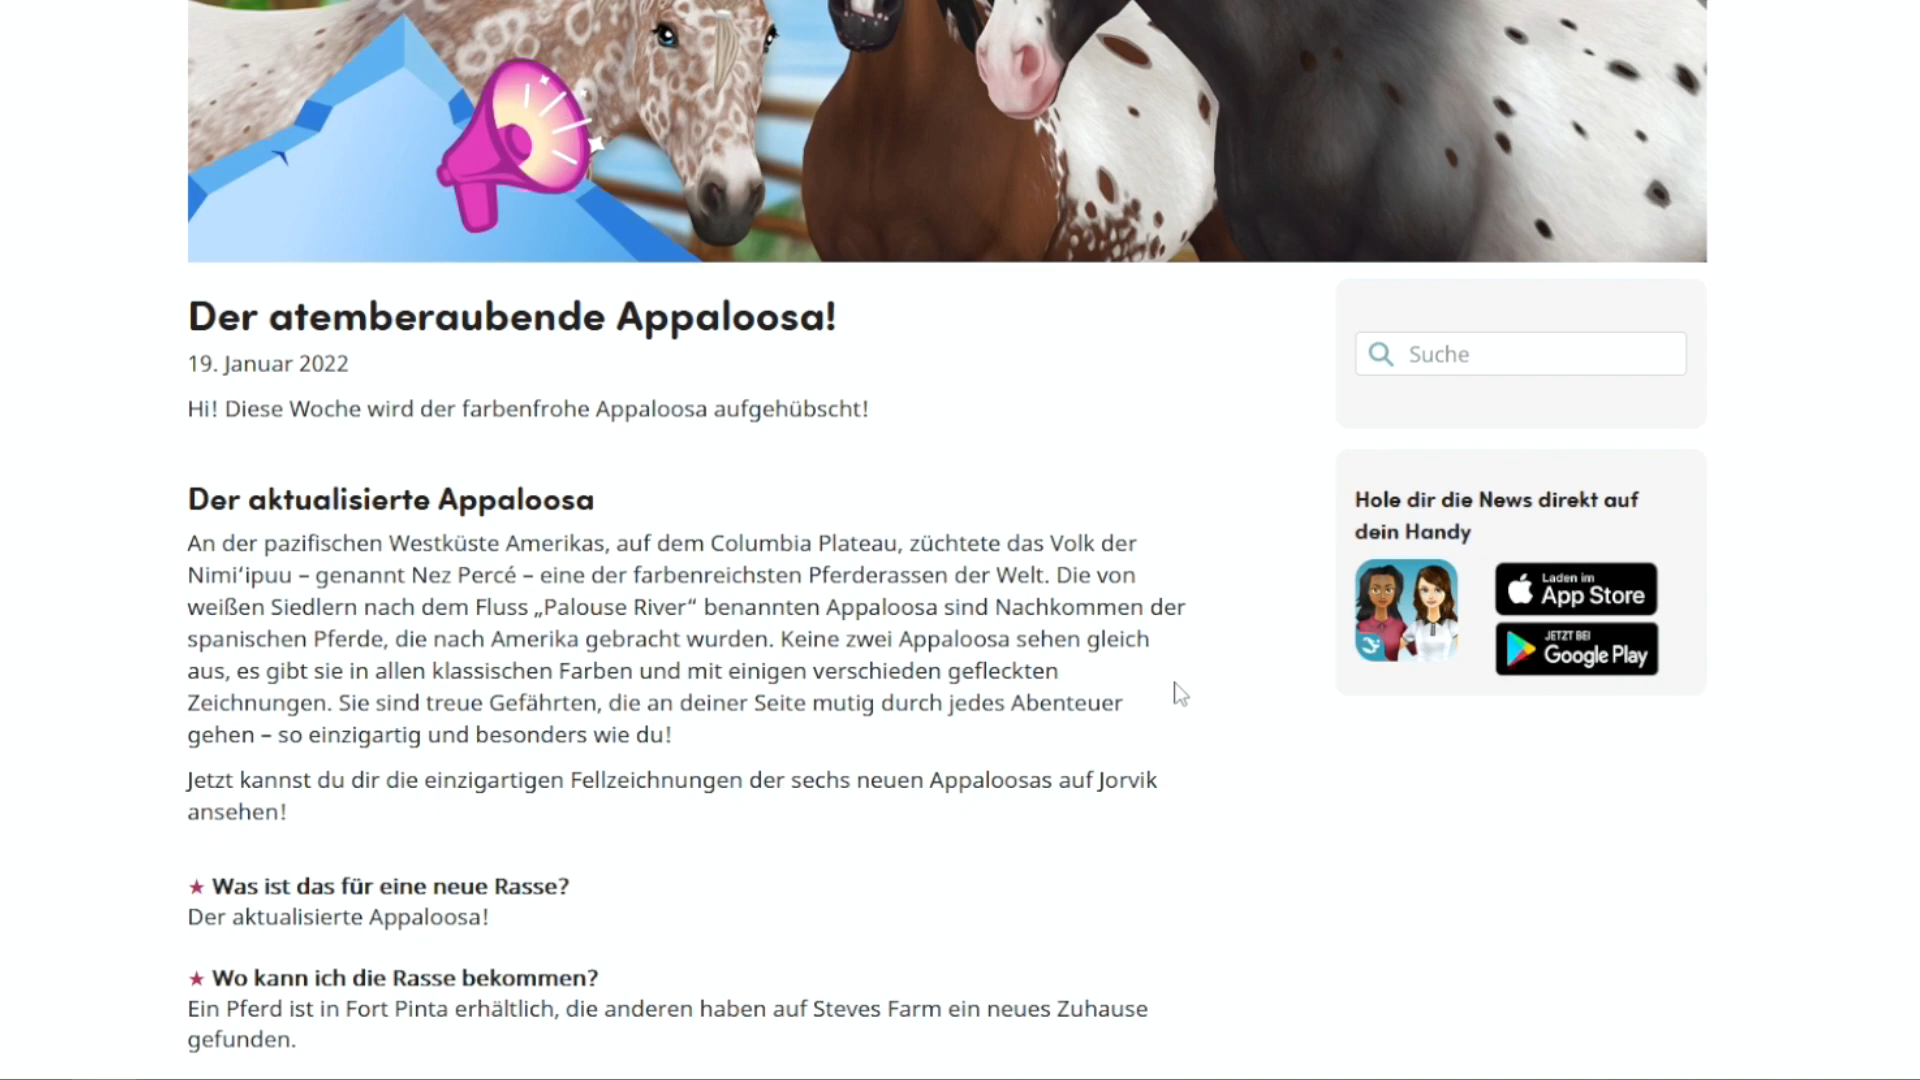 Der atemberaubende Appaloosa!
19. Januar 2022
Hi! Diese Woche wird der farbenfrohe Appaloosa aufgehübscht!
Der aktualisierte Appaloosa
An der pazifischen Westküste Amerikas, auf dem Columbia Plateau, züchtete das Volk der
Nimi‘ipuu – genannt Nez Percé – eine der farbenreichsten Pferderassen der Welt. Die von
weißen Siedlern nach dem Fluss „Palouse River“ benannten Appaloosa sind Nachkommen der
spanischen Pferde, die nach Amerika gebracht wurden. Keine zwei Appaloosa sehen gleich
aus, es gibt sie in allen klassischen Farben und mit einigen verschieden gefleckten
Zeichnungen. Sie sind treue Gefährten, die an deiner Seite mutig durch jedes Abenteuer
gehen – so einzigartig und besonders wie du!
Jetzt kannst du dir die einzigartigen Fellzeichnungen der sechs neuen Appaloosas auf Jorvik
ansehen!
★ Was ist das für eine neue Rasse?
Der aktualisierte Appaloosa!
★ Wo kann ich die Rasse bekommen?
Ein Pferd ist in Fort Pinta erhältlich, die anderen haben auf Steves Farm ein neues Zuhause
gefunden.
Suche
Hole dir die News direkt auf
dein Handy
Laden im
App Store
JETZT BEI
Google Play